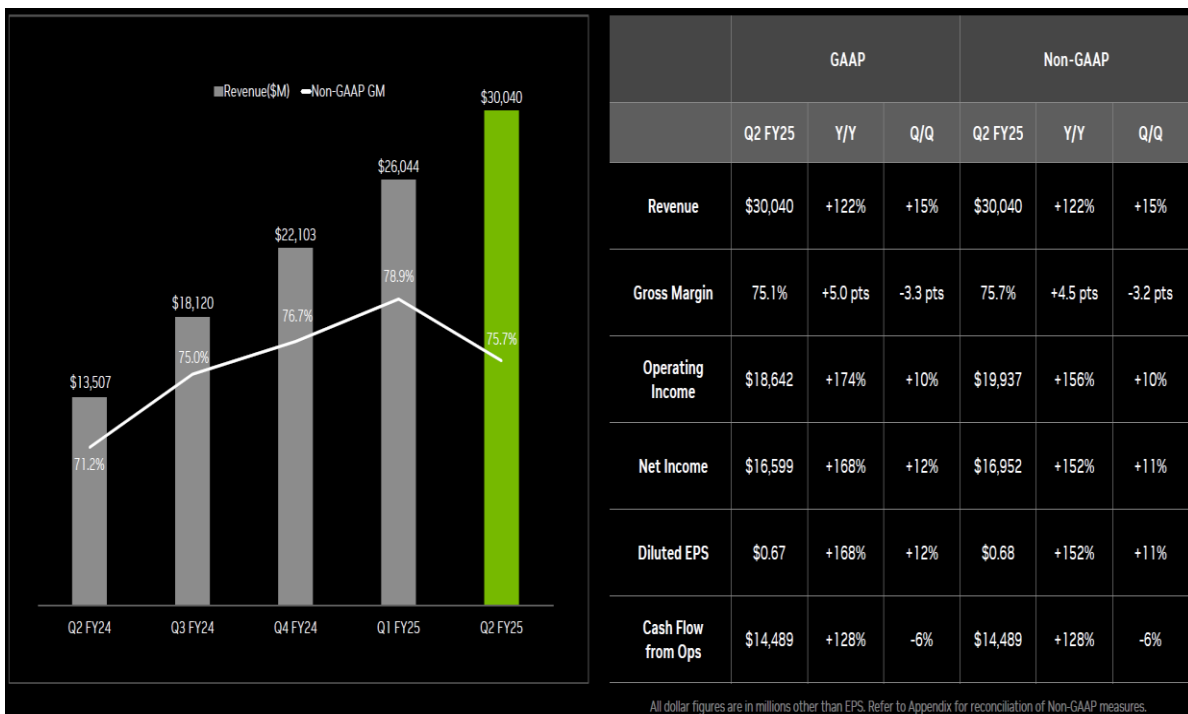 Revenue($M) Non-GAAP GM
$13,507
$18,120
$22,103
$26,044
$30,040
71.2%
75.0%
76.7%
78.9%
75.7%
Q2 FY24 Q3 FY24 Q4 FY24 Q1 FY25 Q2 FY25
GAAP Non-GAAP
Q2 FY25 Y/Y Q/Q Q2 FY25 Y/Y Q/Q
Revenue $30,040 +122% +15% $30,040 +122% +15%
Gross Margin 75.1% +5.0 pts -3.3 pts 75.7% +4.5 pts -3.2 pts
Operating
Income $18,642 +174% +10% $19,937 +156% +10%
Net Income $16,599 +168% +12% $16,952 +152% +11%
Diluted EPS $0.67 +168% +12% $0.68 +152% +11%
Cash Flow
from Ops $14,489 +128% -6% $14,489 +128% -6%
All dollar figures are in millions other than EPS. Refer to Appendix for reconciliation of Non-GAAP measures.